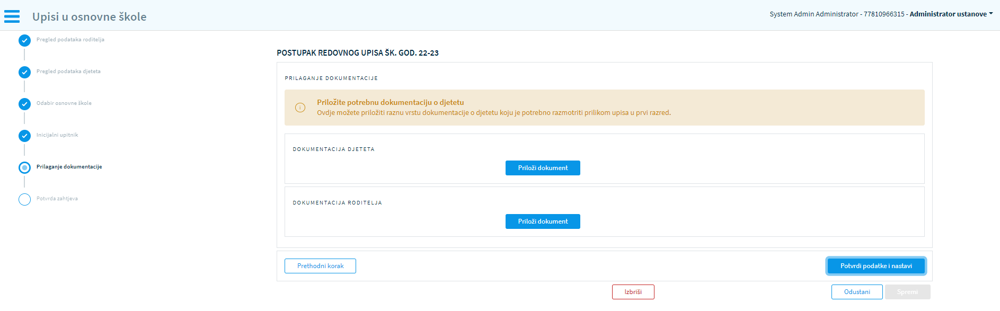 Upisi u osnovne škole
System Admin Administrator - 77810966315 - Administrator ustanove
Pregled podataka roditelja
Pregled podataka djeteta
Odabir osnovne škole
Inicijalni upitnik
Prilaganje dokumentacije
Potvrda zahtjeva
POSTUPAK REDOVNOG UPISA ŠK. GOD. 22-23
PRILAGANJE DOKUMENTACIJE
Priložite potrebnu dokumentaciju o djetetu
Ovdje možete priložiti raznu vrstu dokumentacije o djetetu koju je potrebno razmotriti prilikom upisa u prvi razred.
DOKUMENTACIJA DJETETA
Priloži dokument
DOKUMENTACIJA RODITELJA
Priloži dokument
Prethodni korak
Potvrdi podatke i nastavi
Izbriši
Odustani
Spremi